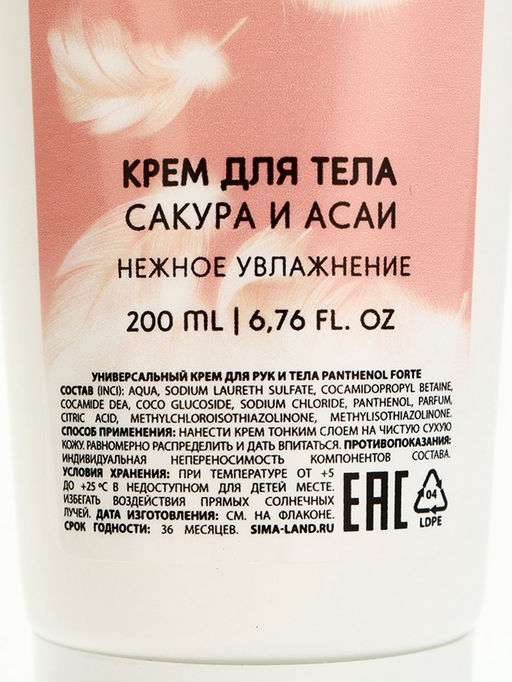 КРЕМ ДЛЯ ТЕЛА
САКУРА И АСАИ
НЕЖНОЕ УВЛАЖНЕНИЕ
200 ML | 6,76 FL. OZ
УНИВЕРСАЛЬНЫЙ КРЕМ ДЛЯ РУК И ТЕЛА PANTHENOL FORTE
СОСТАВ (INCI): AQUA, SODIUM LAURETH SULFATE, COCAMIDOPROPYL BETAINE,
COCAMIDE DEA, COCO GLUCOSIDE, SODIUM CHLORIDE, PANTHENOL, PARFUM,
CITRIC ACID, METHYLCHLOROISOTHIAZOLINONE, METHYLISOTHIAZOLINONE.
СПОСОБ ПРИМЕНЕНИЯ: НАНЕСТИ КРЕМ ТОНКИМ СЛОЕМ НА ЧИСТУЮ СУХУЮ
КОЖУ. РАВНОМЕРНО РАСПРЕДЕЛИТЬ И ДАТЬ ВПИТАТЬСЯ. ПРОТИВОПОКАЗАНИЯ:
ИНДИВИДУАЛЬНАЯ НЕПЕРЕНОСИМОСТЬ КОМПОНЕНТОВ СОСТАВА.
УСЛОВИЯ ХРАНЕНИЯ: ПРИ ТЕМПЕРАТУРЕ ОТ +5
ДО +25 °C В НЕДОСТУПНОМ ДЛЯ ДЕТЕЙ МЕСТЕ.
ИЗБЕГАТЬ ВОЗДЕЙСТВИЯ ПРЯМЫХ СОЛНЕЧНЫХ
ЛУЧЕЙ. ДАТА ИЗГОТОВЛЕНИЯ: СМ. НА ФЛАКОНЕ.
СРОК ГОДНОСТИ: 36 МЕСЯЦЕВ. SIMA-LAND.RU
EAC
04
LDPE